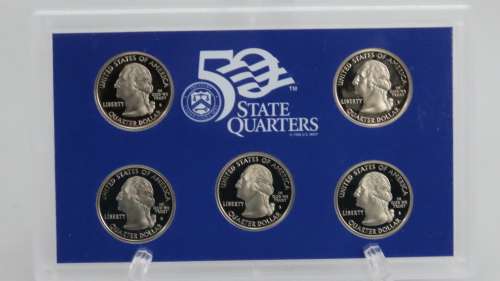 50
™
STATE
QUARTERS
UNITED STATES OF AMERICA
LIBERTY
IN GOD WE
TRUST
QUARTER DOLLAR
UNITED STATES OF AMERICA
LIBERTY
IN GOD WE
TRUST
QUARTER DOLLAR
UNITED STATES OF AMERICA
LIBERTY
IN GOD WE
TRUST
QUARTER DOLLAR
UNITED STATES OF AMERICA
LIBERTY
IN GOD WE
TRUST
QUARTER DOLLAR
UNITED STATES OF AMERICA
LIBERTY
IN GOD WE
TRUST
QUARTER DOLLAR